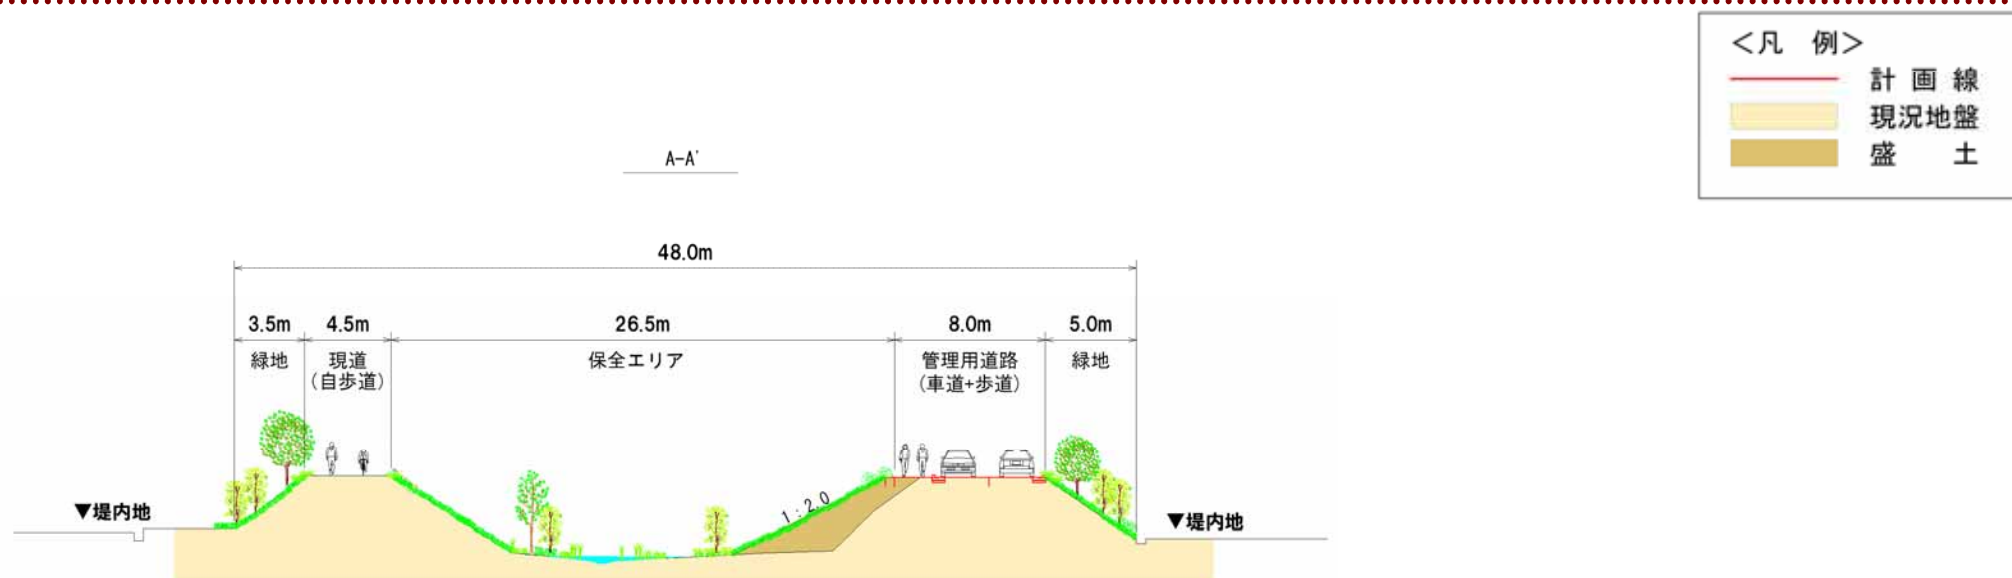 ＜凡　例＞
計 画 線
現況地盤
盛　　土
A-A'
48.0m
3.5m 4.5m 26.5m 8.0m 5.0m
緑地 現道 保全エリア 管理用道路 緑地
(自歩道) (車道+歩道)
1:2.0
▼堤内地
▼堤内地